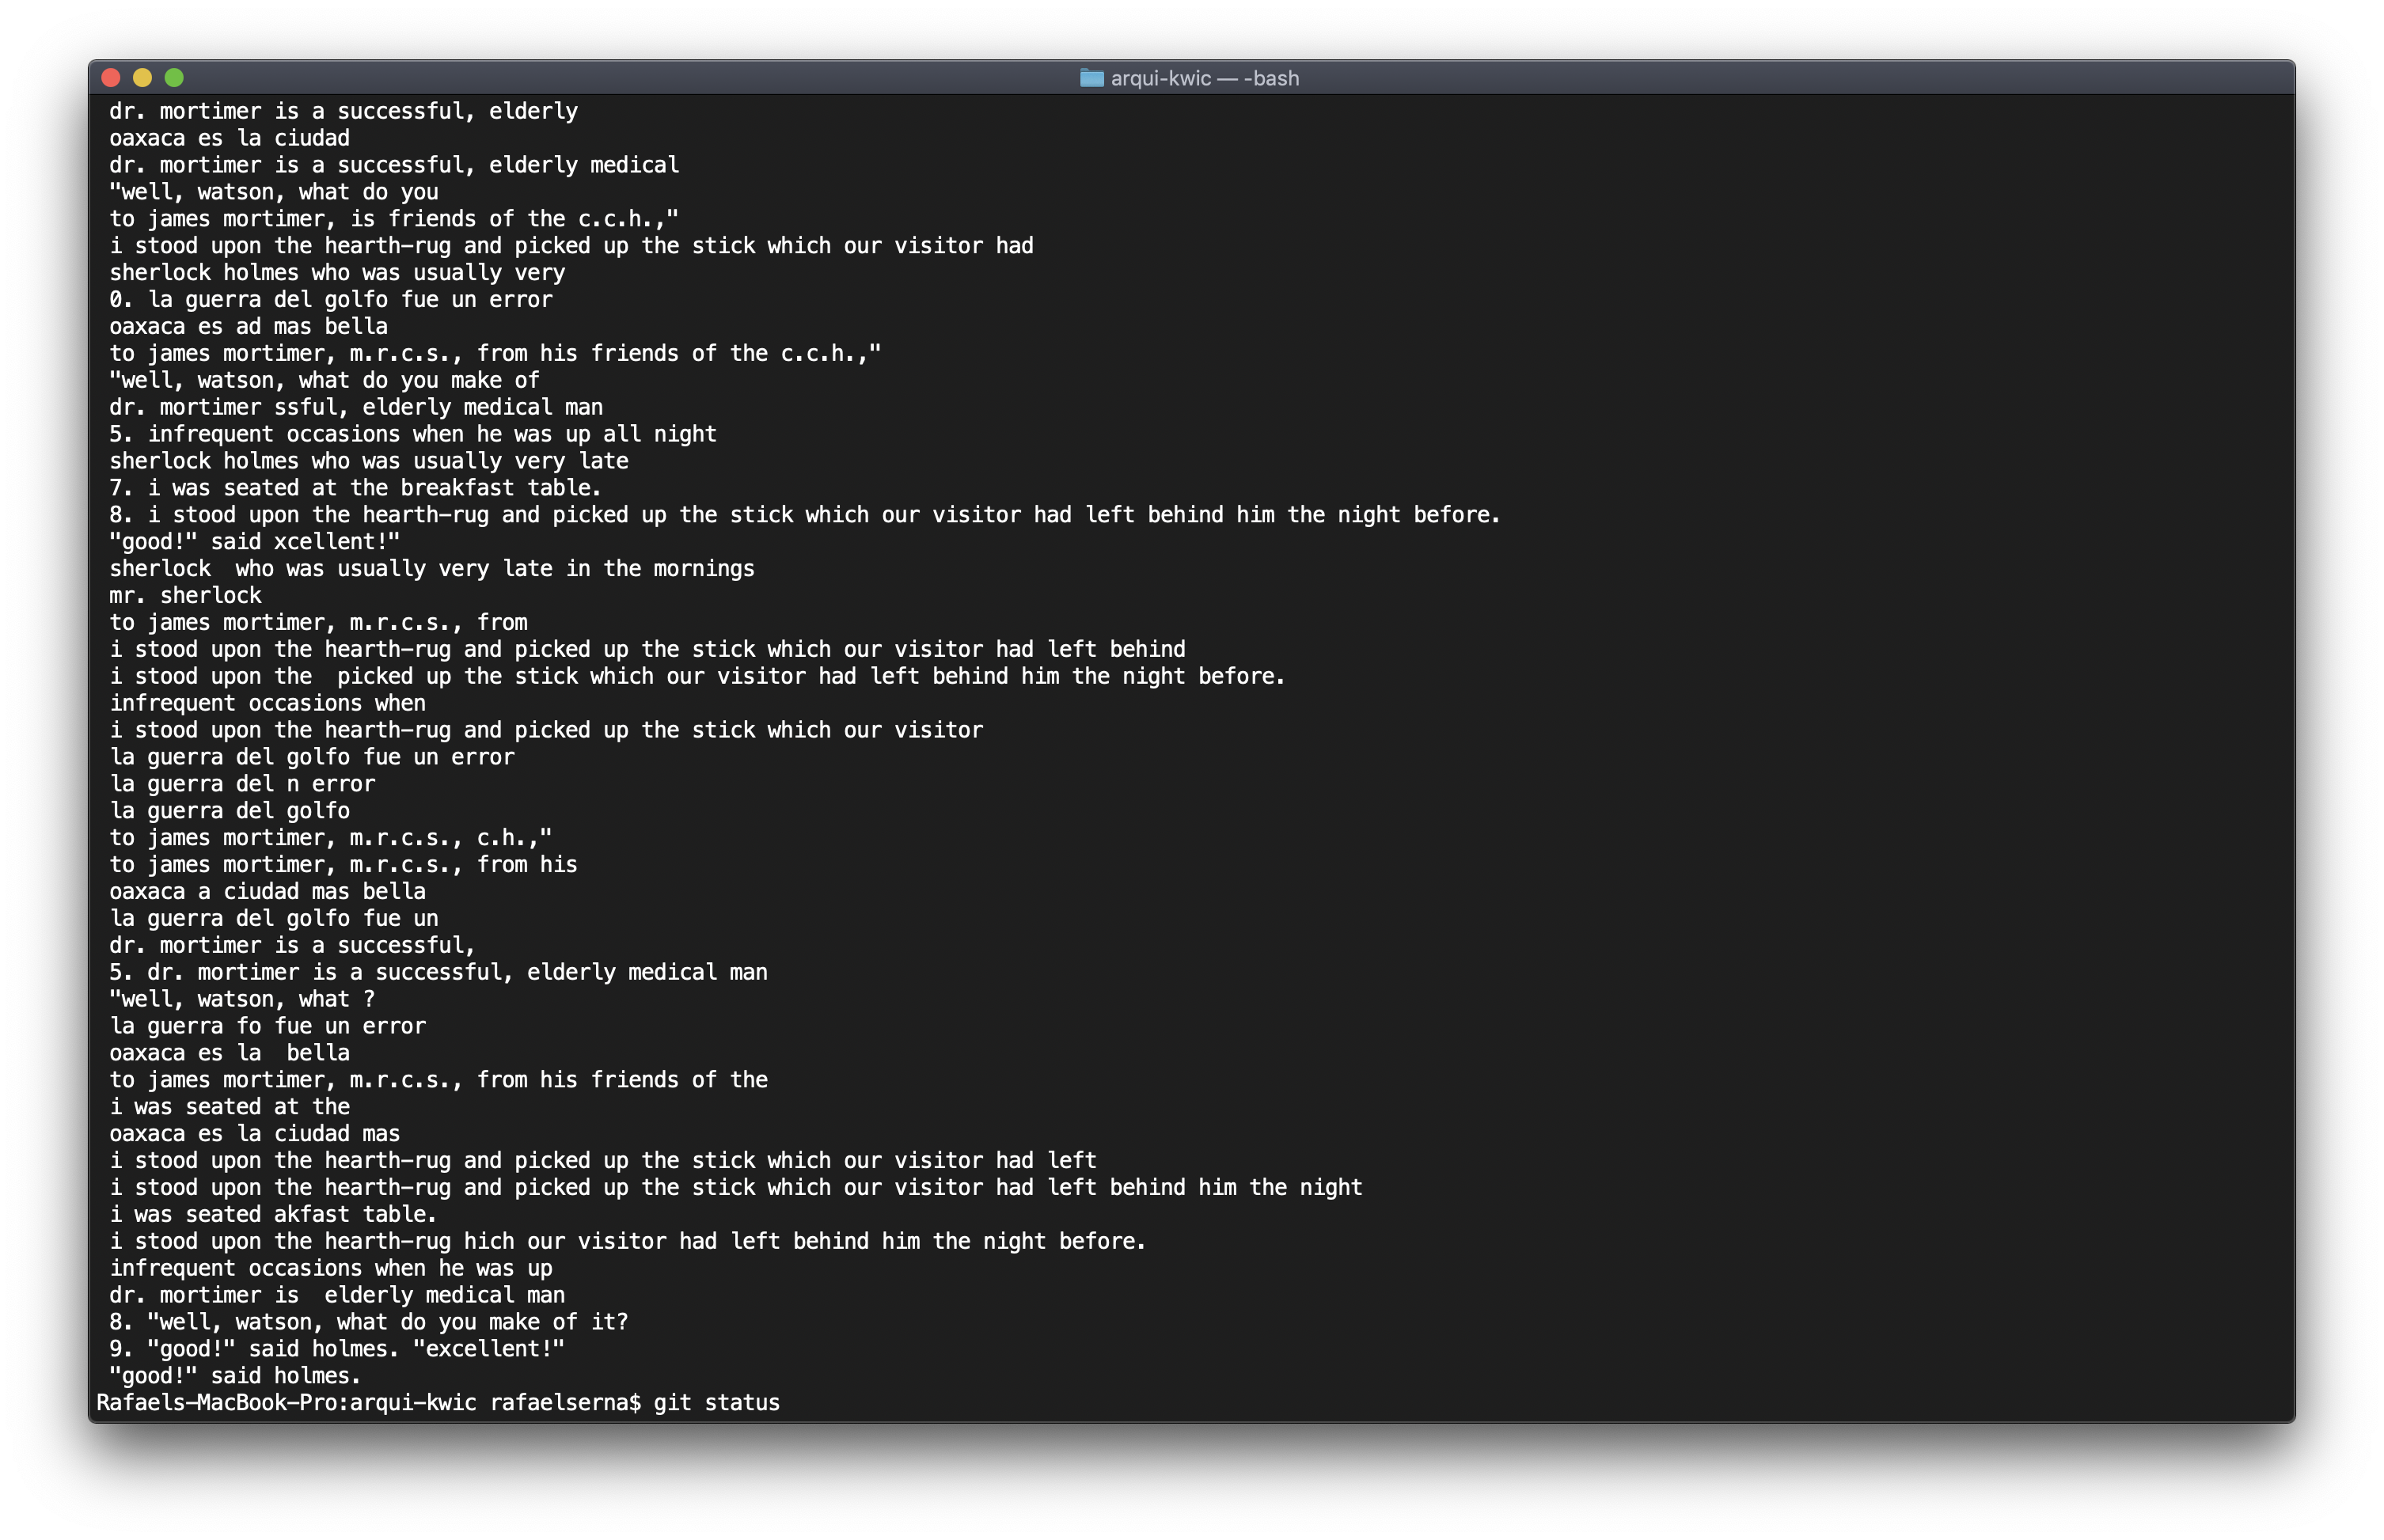 arqui-kwic — -bash
dr. mortimer is a successful, elderly
oaxaca es la ciudad
dr. mortimer is a successful, elderly medical
"well, watson, what do you
to james mortimer, is friends of the c.c.h.,"
i stood upon the hearth-rug and picked up the stick which our visitor had
sherlock holmes who was usually very
0. la guerra del golfo fue un error
oaxaca es ad mas bella
to james mortimer, m.r.c.s., from his friends of the c.c.h.,"
"well, watson, what do you make of
dr. mortimer ssful, elderly medical man
5. infrequent occasions when he was up all night
sherlock holmes who was usually very late
7. i was seated at the breakfast table.
8. i stood upon the hearth-rug and picked up the stick which our visitor had left behind him the night before.
"good!" said xcellent!"
sherlock  who was usually very late in the mornings
mr. sherlock
to james mortimer, m.r.c.s., from
i stood upon the hearth-rug and picked up the stick which our visitor had left behind
i stood upon the  picked up the stick which our visitor had left behind him the night before.
infrequent occasions when
i stood upon the hearth-rug and picked up the stick which our visitor
la guerra del golfo fue un error
la guerra del n error
la guerra del golfo
to james mortimer, m.r.c.s., c.h.,"
to james mortimer, m.r.c.s., from his
oaxaca a ciudad mas bella
la guerra del golfo fue un
dr. mortimer is a successful,
5. dr. mortimer is a successful, elderly medical man
"well, watson, what ?
la guerra fo fue un error
oaxaca es la  bella
to james mortimer, m.r.c.s., from his friends of the
i was seated at the
oaxaca es la ciudad mas
i stood upon the hearth-rug and picked up the stick which our visitor had left
i stood upon the hearth-rug and picked up the stick which our visitor had left behind him the night
i was seated akfast table.
i stood upon the hearth-rug hich our visitor had left behind him the night before.
infrequent occasions when he was up
dr. mortimer is  elderly medical man
8. "well, watson, what do you make of it?
9. "good!" said holmes. "excellent!"
"good!" said holmes.
Rafaels-MacBook-Pro:arqui-kwic rafaelserna$ git status